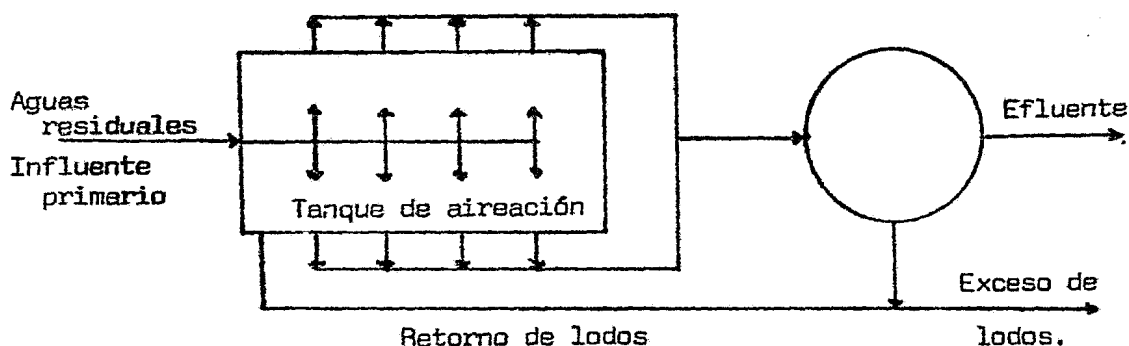 Aguas
residuales
Influente
primario
Tanque de aireación
Efluente
Exceso de
lodos.
Retorno de lodos